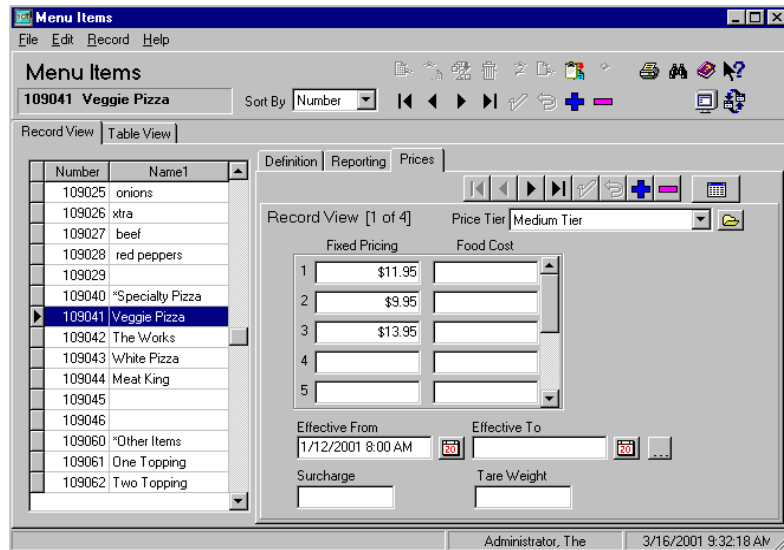 Menu Items
File Edit Record Help
Menu Items
109041 Veggie Pizza
Sort By Number
Record View Table View
Number Name1
109025 onions
109026 xtra
109027 beef
109028 red peppers
109029
109040 *Specialty Pizza
109041 Veggie Pizza
109042 The Works
109043 White Pizza
109044 Meat King
109045
109046
109060 *Other Items
109061 One Topping
109062 Two Topping
Definition Reporting Prices
Record View [1 of 4] Price Tier Medium Tier
Fixed Pricing Food Cost
1 $11.95
2 $9.95
3 $13.95
4
5
Effective From Effective To
1/12/2001 8:00 AM 20 20 ...
Surcharge Tare Weight
Administrator, The 3/16/2001 9:32:18 AM